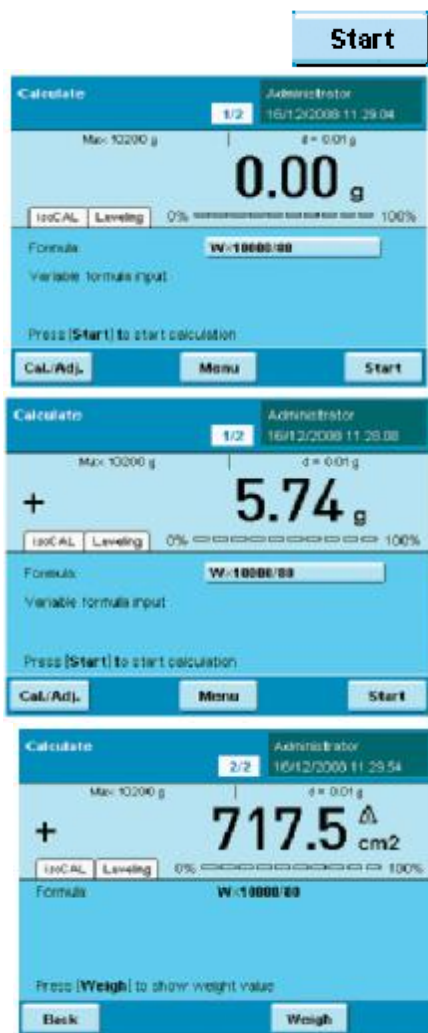 Start
Calculate
Administrator
1/2
16/12/2008 11:29:04
Max 10200 g
d = 0.01 g
0.00 g
isoCAL Leveling 0% 100%
Formula: W×10000/80
Variable formula input
Press [Start] to start calculation
Cal./Adj. Menu Start
Calculate
Administrator
1/2
16/12/2008 11:28:08
Max 10200 g
d = 0.01 g
+ 5.74 g
isoCAL Leveling 0% 100%
Formula: W×10000/80
Variable formula input
Press [Start] to start calculation
Cal./Adj. Menu Start
Calculate
Administrator
2/2
16/12/2008 11:29:54
Max 10200 g
d = 0.01 g
+ 717.5 cm2
isoCAL Leveling 0% 100%
Formula W×10000/80
Press [Weigh] to show weight value
Back Weigh